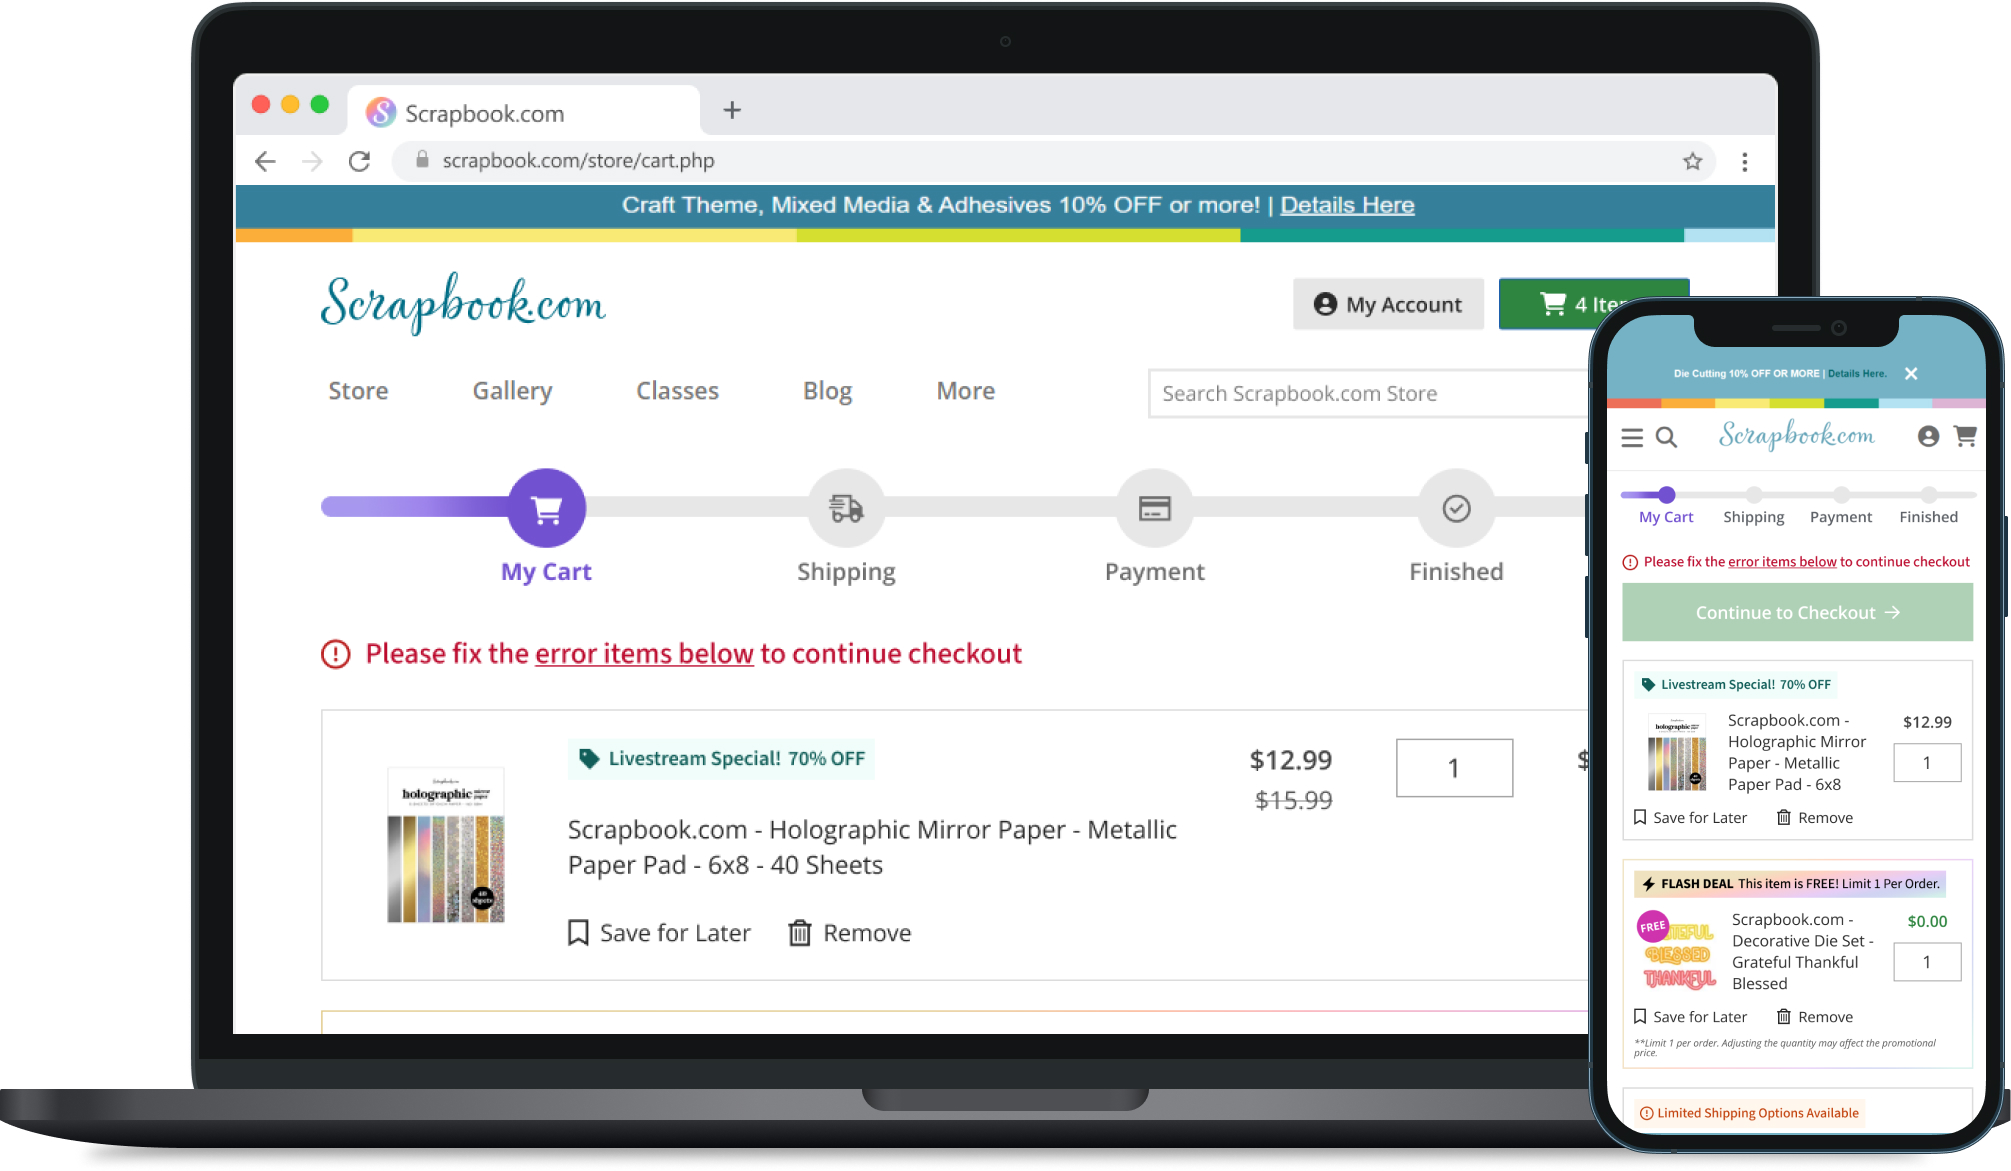 Scrapbook.com
scrapbook.com/store/cart.php
Craft Theme, Mixed Media & Adhesives 10% OFF or more! | Details Here
Scrapbook.com
My Account
4 Ite
Store
Gallery
Classes
Blog
More
Search Scrapbook.com Store
My Cart
Shipping
Payment
Finished
Please fix the error items below to continue checkout
Livestream Special! 70% OFF
$12.99
1
$
$15.99
holographic mirror paper
40 sheets
Scrapbook.com - Holographic Mirror Paper - Metallic
Paper Pad - 6x8 - 40 Sheets
Save for Later
Remove
Die Cutting 10% OFF OR MORE | Details Here.
Scrapbook.com
My Cart
Shipping
Payment
Finished
Please fix the error items below to continue checkout
Continue to Checkout →
Livestream Special! 70% OFF
holographic
Scrapbook.com -
Holographic Mirror
Paper - Metallic
Paper Pad - 6x8
$12.99
1
Save for Later
Remove
FLASH DEAL This item is FREE! Limit 1 Per Order.
FREE
TEFUL
BLESSED
THANKFUL
Scrapbook.com -
Decorative Die Set -
Grateful Thankful
Blessed
$0.00
1
Save for Later
Remove
**Limit 1 per order. Adjusting the quantity may affect the promotional
price.
Limited Shipping Options Available